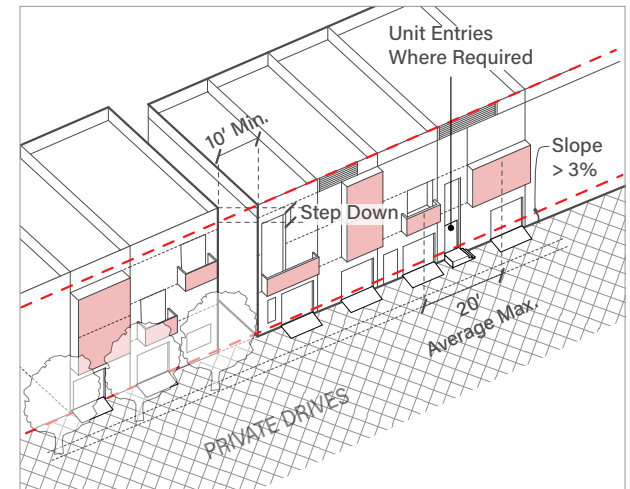 Unit Entries
Where Required
10' Min.
Slope
> 3%
Step Down
20'
Average Max.
PRIVATE DRIVES